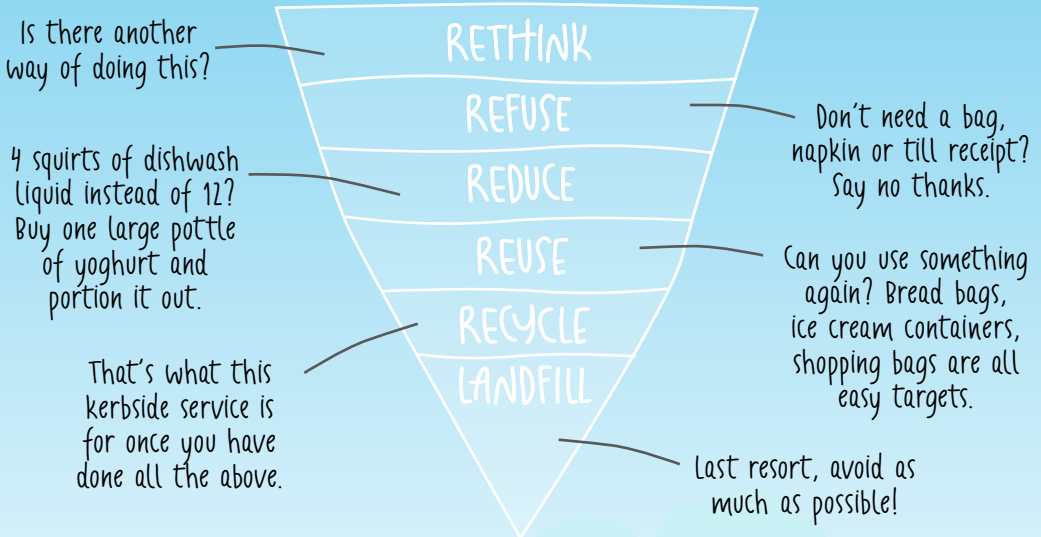 RETHINK
Is there another
way of doing this?
REFUSE
Don't need a bag,
napkin or till receipt?
Say no thanks.
REDUCE
4 squirts of dishwash
liquid instead of 12?
Buy one large pottle
of yoghurt and
portion it out.
REUSE
Can you use something
again? Bread bags,
ice cream containers,
shopping bags are all
easy targets.
RECYCLE
That's what this
kerbside service is
for once you have
done all the above.
LANDFILL
Last resort, avoid as
much as possible!